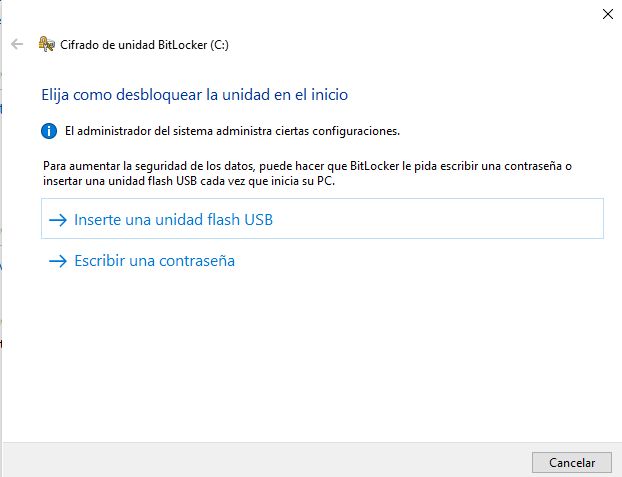 Cifrado de unidad BitLocker (C:)
Elija como desbloquear la unidad en el inicio
El administrador del sistema administra ciertas configuraciones.
Para aumentar la seguridad de los datos, puede hacer que BitLocker le pida escribir una contraseña o
insertar una unidad flash USB cada vez que inicia su PC.
Inserte una unidad flash USB
Escribir una contraseña
Cancelar